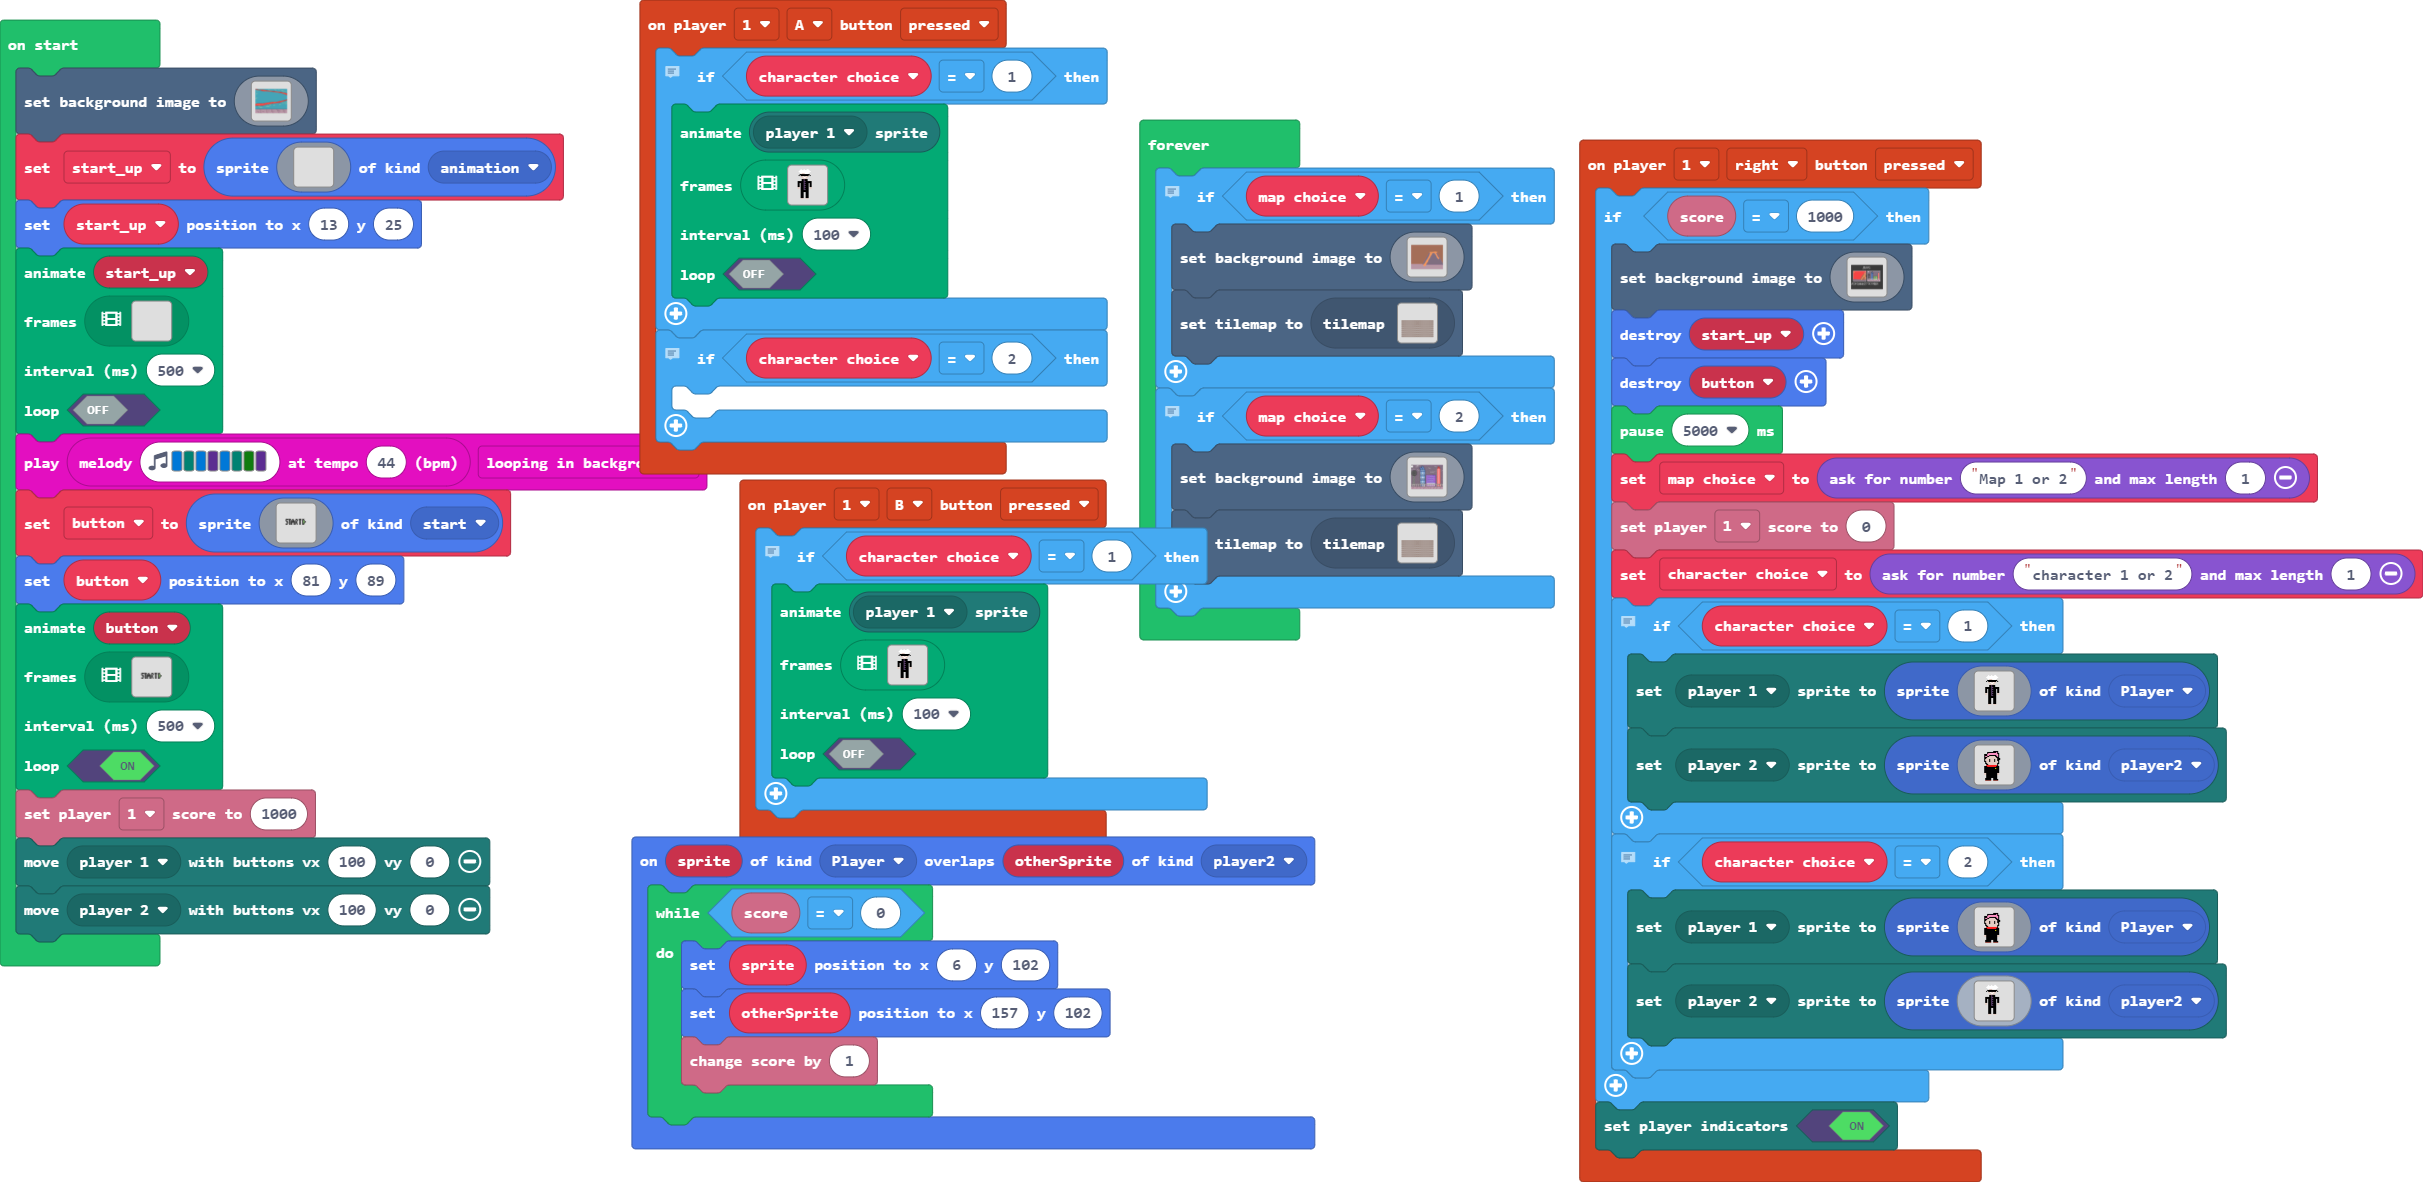 on start
set background image to
set start_up to sprite of kind animation
set start_up position to x 13 y 25
animate start_up
frames
interval (ms) 500
loop OFF
play melody at tempo 44 (bpm) looping in backgro
set button to sprite START of kind start
set button position to x 81 y 89
animate button
frames START
interval (ms) 500
loop ON
set player 1 score to 1000
move player 1 with buttons vx 100 vy 0
move player 2 with buttons vx 100 vy 0
on player 1 A button pressed
if character choice = 1 then
animate player 1 sprite
frames
interval (ms) 100
loop OFF
if character choice = 2 then
on player 1 B button pressed
if character choice = 1 then
animate player 1 sprite
frames
interval (ms) 100
loop OFF
on sprite of kind Player overlaps otherSprite of kind player2
while score = 0
do
set sprite position to x 6 y 102
set otherSprite position to x 157 y 102
change score by 1
forever
if map choice = 1 then
set background image to
set tilemap to tilemap
if map choice = 2 then
set background image to
tilemap to tilemap
on player 1 right button pressed
if score = 1000 then
set background image to
destroy start_up
destroy button
pause 5000 ms
set map choice to ask for number "Map 1 or 2" and max length 1
set player 1 score to 0
set character choice to ask for number "character 1 or 2" and max length 1
if character choice = 1 then
set player 1 sprite to sprite of kind Player
set player 2 sprite to sprite of kind player2
if character choice = 2 then
set player 1 sprite to sprite of kind Player
set player 2 sprite to sprite of kind player2
set player indicators ON